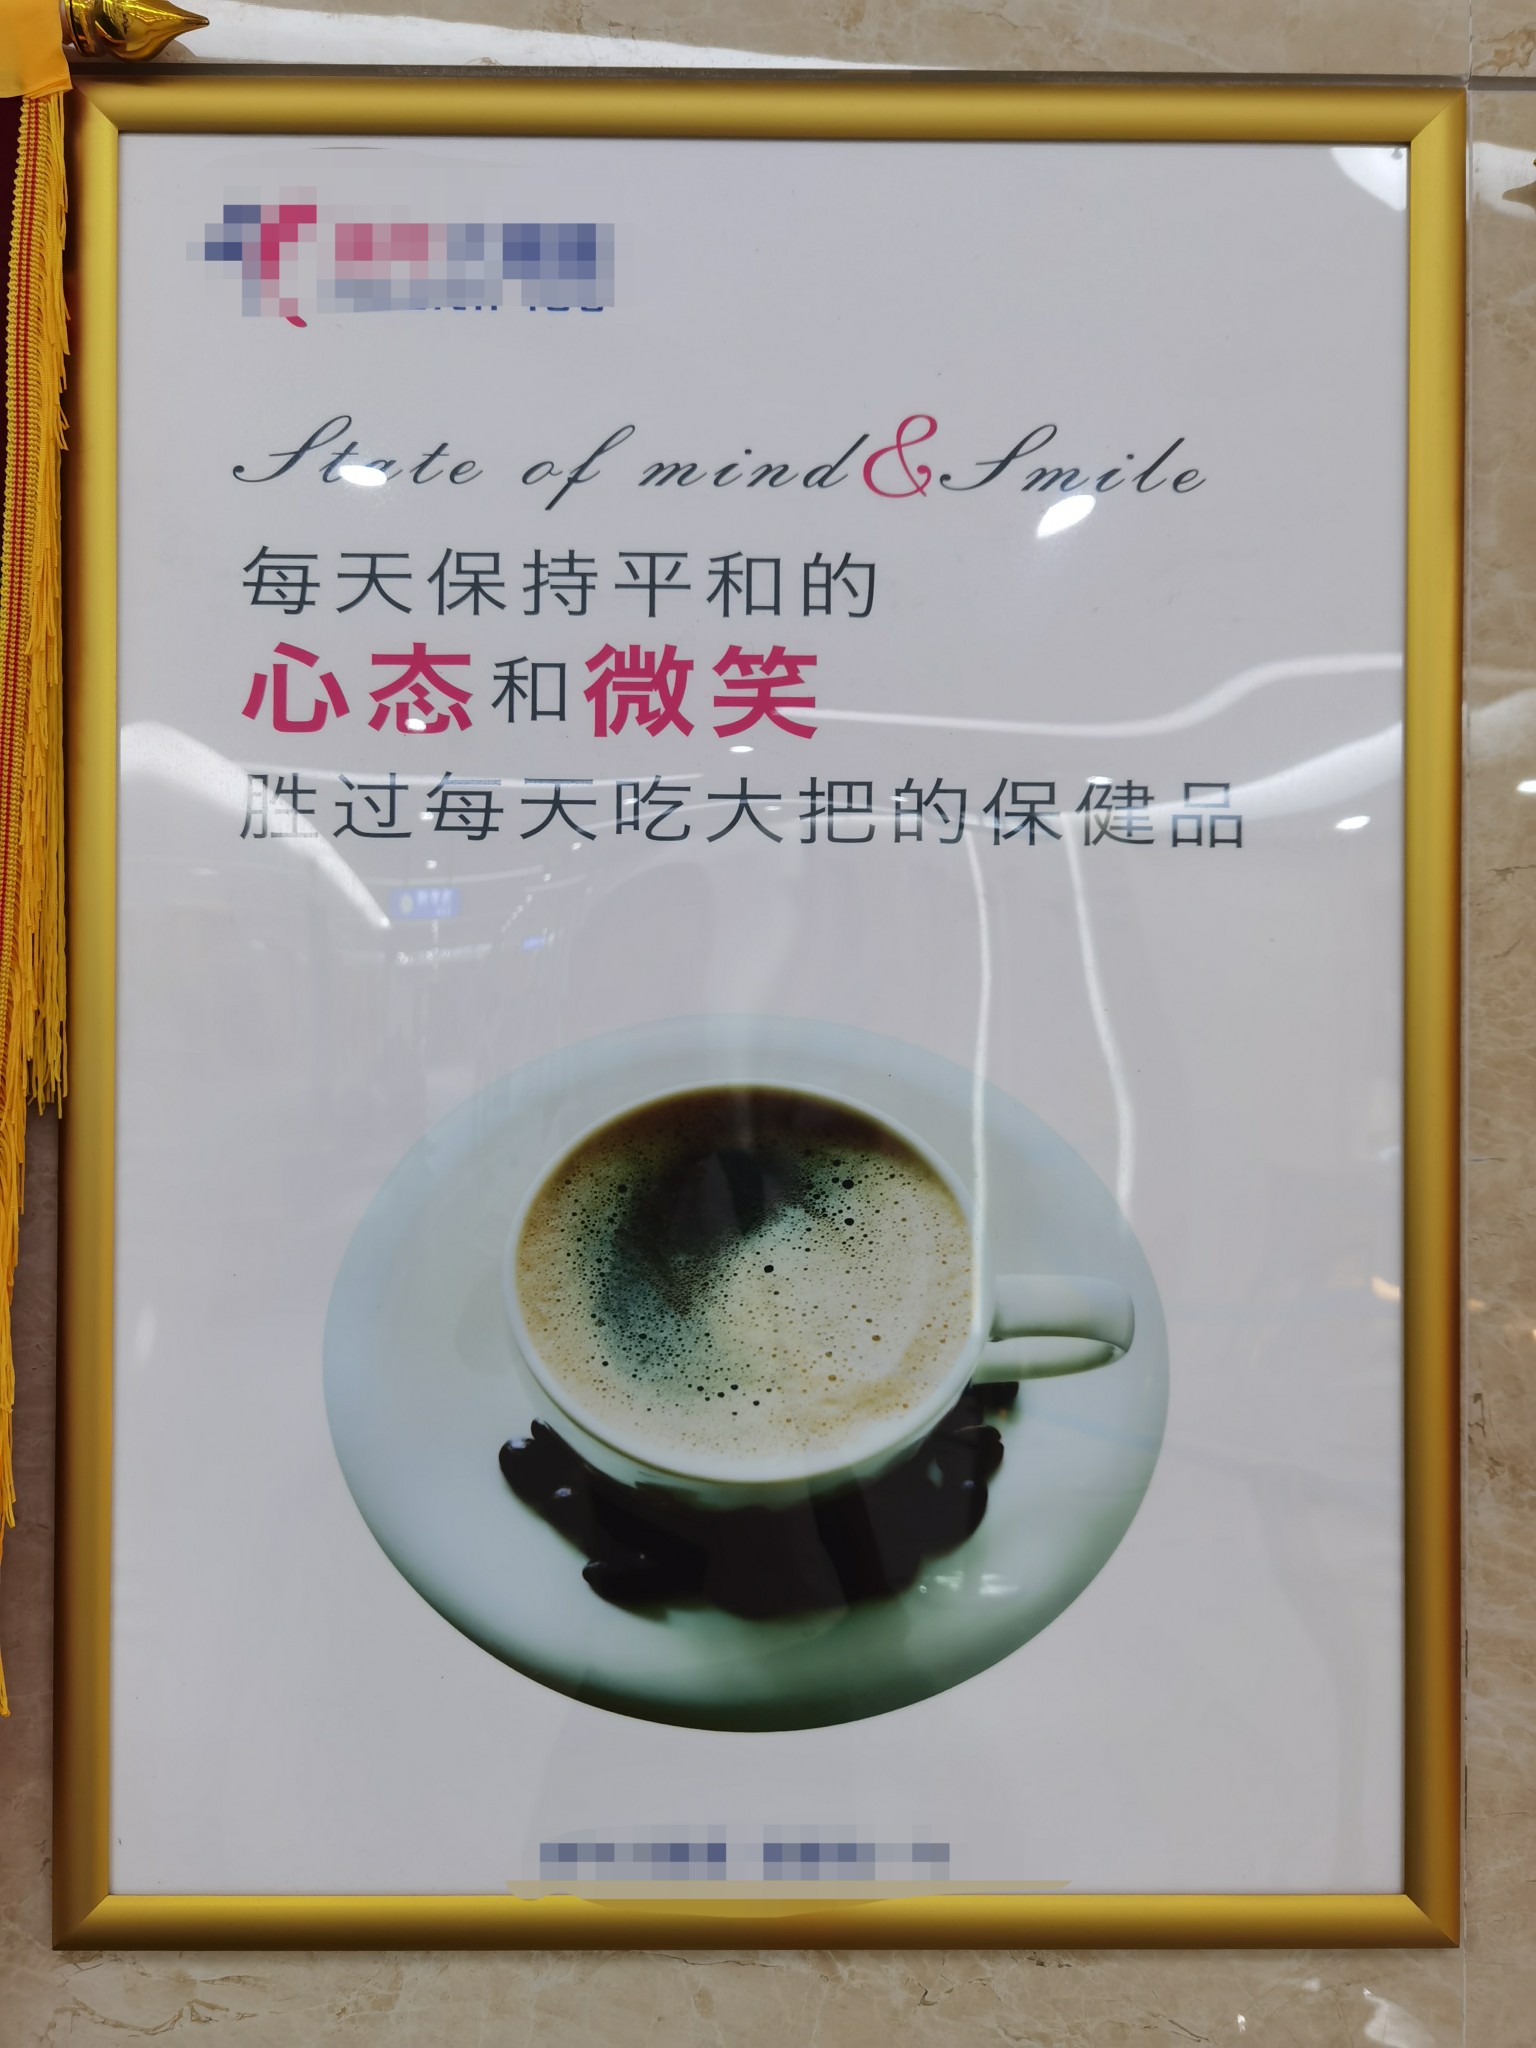 State of mind & Smile
每天保持平和的
心态和微笑
胜过每天吃大把的保健品